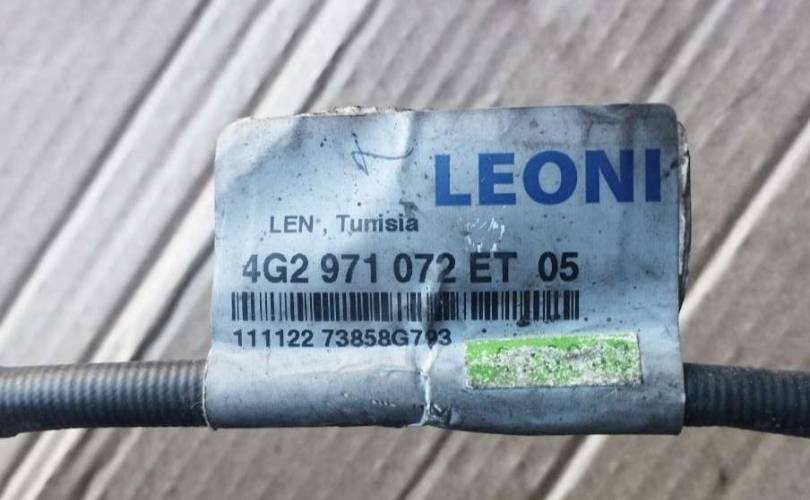 LEONI
LEN, Tunisia
4G2 971 072 ET 05
111122 73858G793